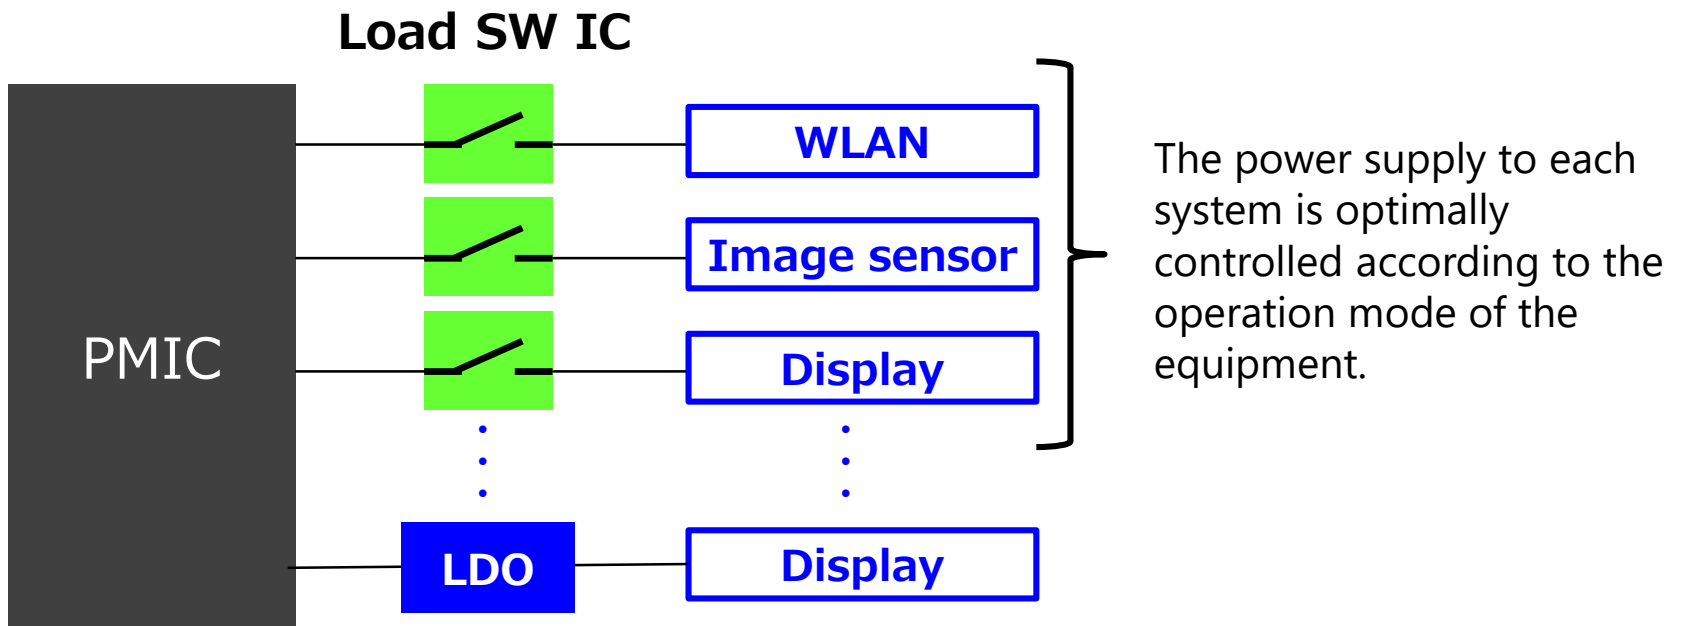 Load SW IC
PMIC
WLAN
Image sensor
Display
LDO
Display
The power supply to each
system is optimally
controlled according to the
operation mode of the
equipment.